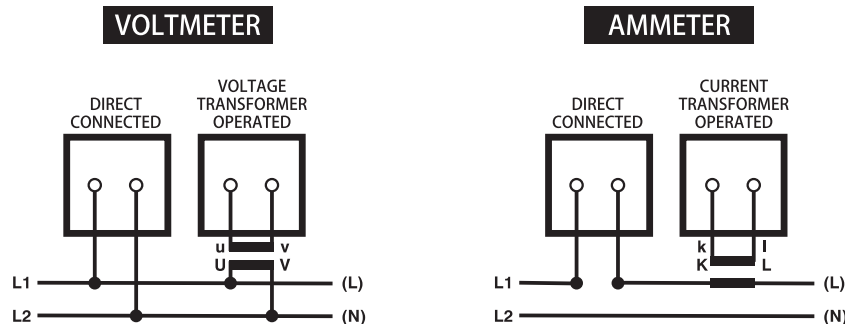 VOLTMETER
DIRECT
CONNECTED
VOLTAGE
TRANSFORMER
OPERATED
u v
U V
L1 (L)
L2 (N)
AMMETER
DIRECT
CONNECTED
CURRENT
TRANSFORMER
OPERATED
k l
K L
L1 (L)
L2 (N)